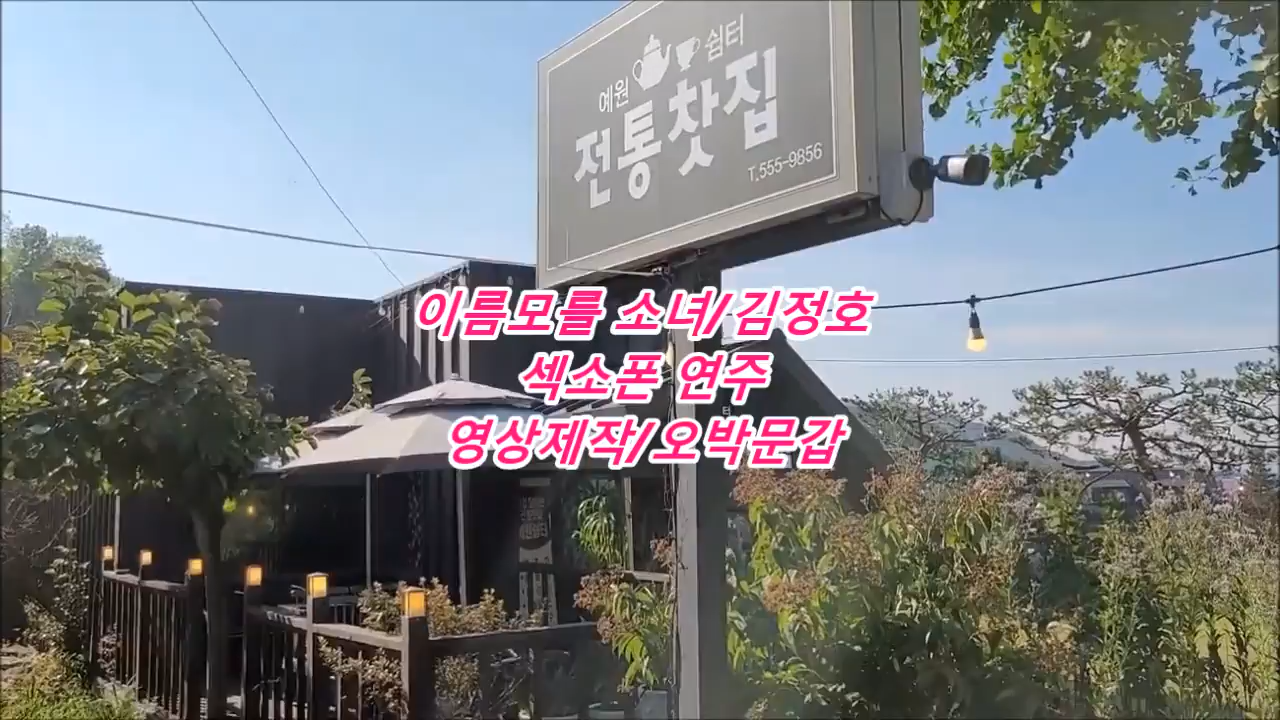 예원 쉼터
전통찻집
T.555-9856
이름모를 소녀/김정호
섹소폰 연주
영상제작/오박문갑